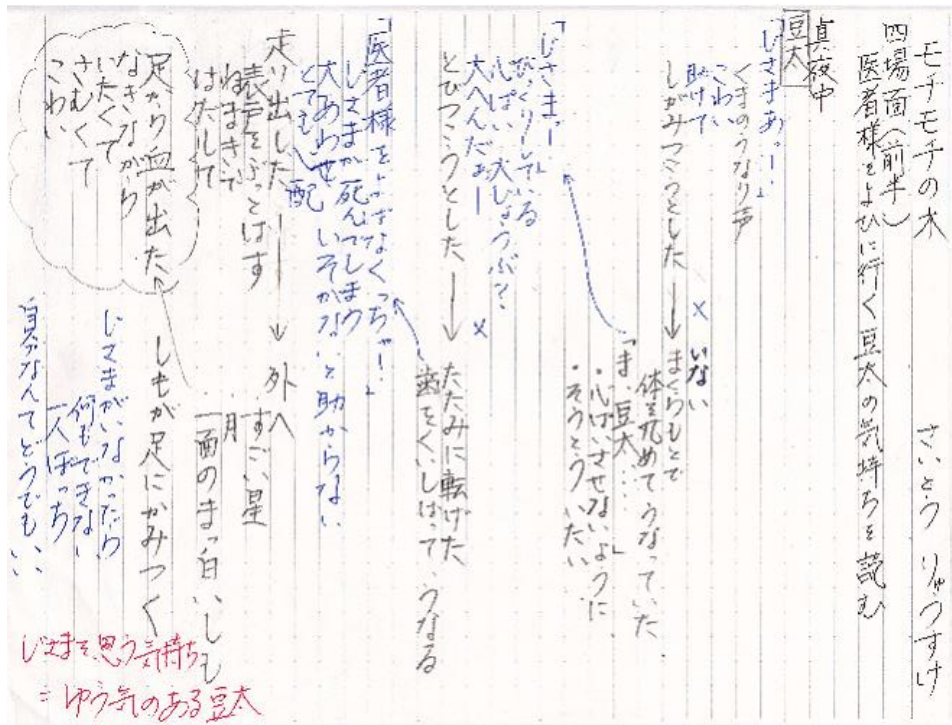 モチモチの木
さいとう りゅうすけ
四場面(前半)
医者様をよびに行く豆太の気持ちを読む
真夜中
豆太
「じさまあっー!」
くまのうなり声
こわい
助けて
しがみつこうとした
×
いない
まくらもとで
体を丸めてうなっていた
「ま、豆太……」
・心ぱいさせないように
・そうとういたい
「じさまっー」
びっくりしている
心ぱい 大じょうぶ?
大へんだぁー
とびつこうとした
×
たたみに転げた
歯をくいしばって、うなる
「医者様をよばなくっちゃー!」
じさまが死んでしまう
大あわせ いそがないと助からない
とても心配
走り出した
外へ
表戸をぶっとばす
ねまきで
はだしで
すごい星
月
一面のまっ白いしも
しもが足にかみつく
足から血が出た
なきながら
いたくて
さむくて
こわい
じさまがいなかったら
何もできない
一人ぼっち
自分なんてどうでもいい
じさまを思う気持ち
=ゆう気のある豆太